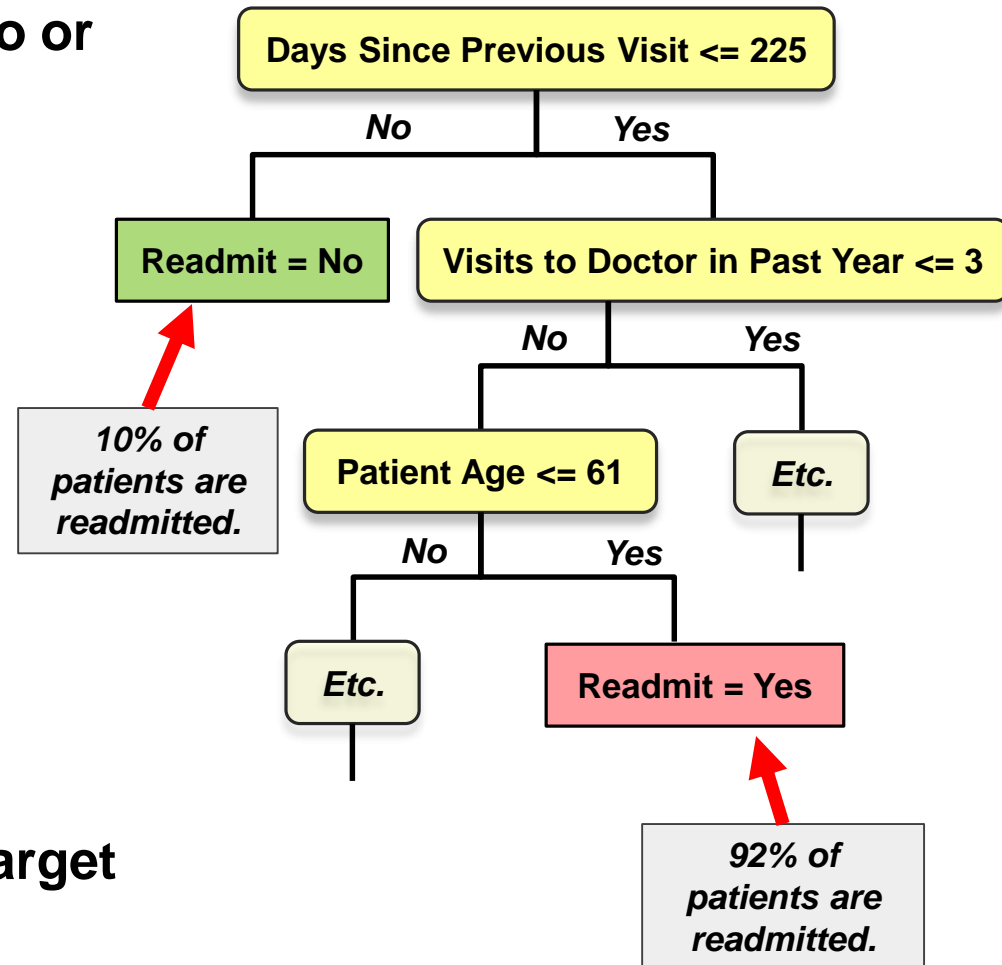 o or
Days Since Previous Visit <= 225
No
Yes
Readmit = No
Visits to Doctor in Past Year <= 3
No
Yes
10% of
patients are
readmitted.
Patient Age <= 61
Etc.
No
Yes
Etc.
Readmit = Yes
arget
92% of
patients are
readmitted.